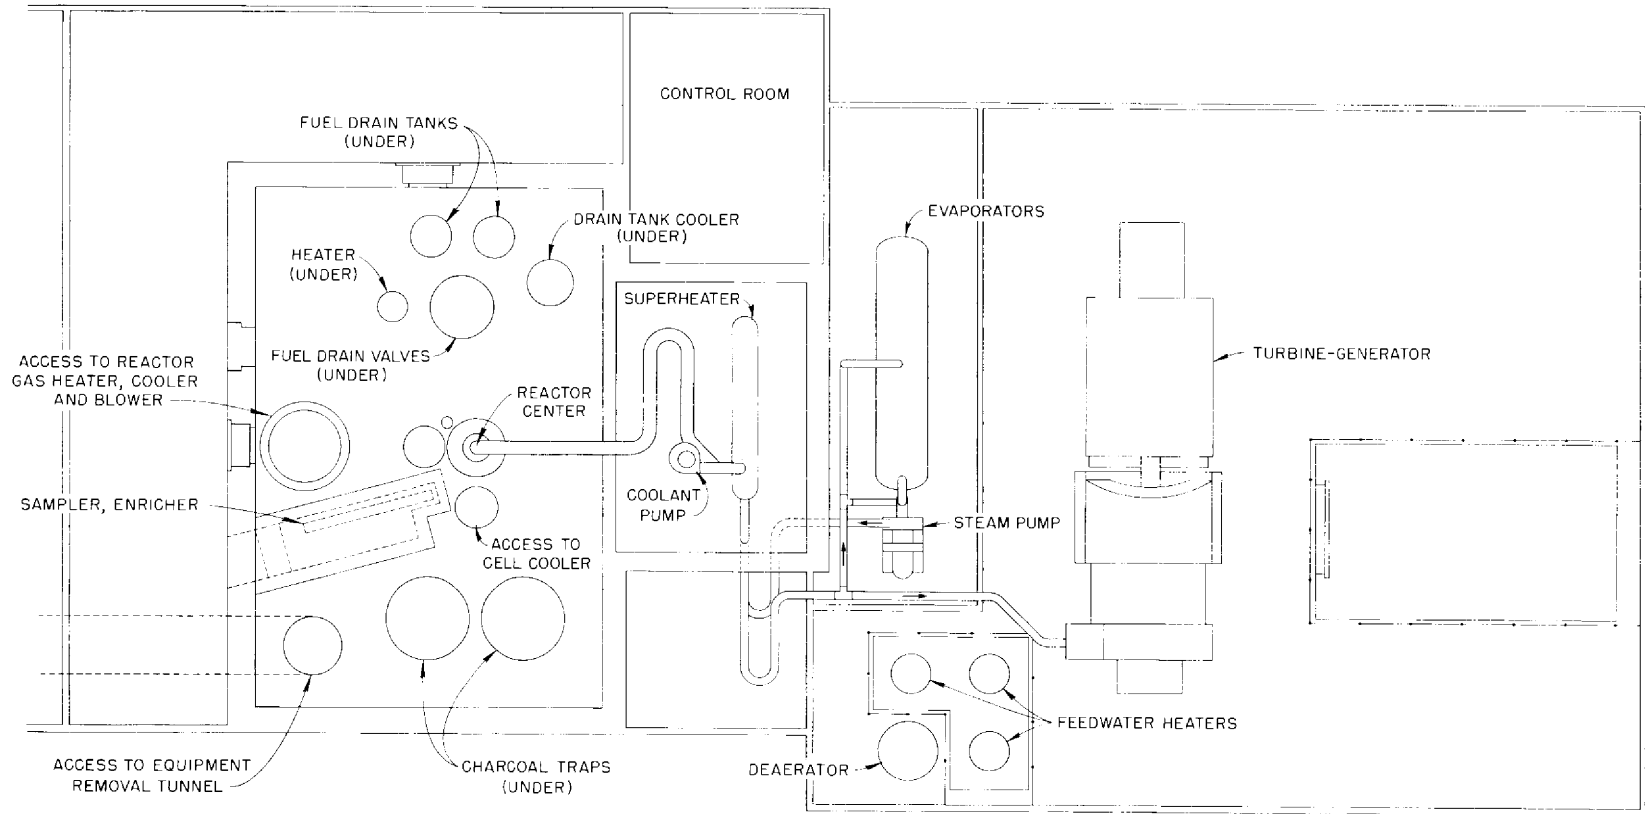 CONTROL ROOM
FUEL DRAIN TANKS
(UNDER)
DRAIN TANK COOLER
(UNDER)
EVAPORATORS
HEATER
(UNDER)
SUPERHEATER
FUEL DRAIN VALVES
(UNDER)
TURBINE-GENERATOR
ACCESS TO REACTOR
GAS HEATER, COOLER
AND BLOWER
REACTOR
CENTER
SAMPLER, ENRICHER
COOLANT
PUMP
STEAM PUMP
ACCESS TO
CELL COOLER
FEEDWATER HEATERS
ACCESS TO EQUIPMENT
REMOVAL TUNNEL
CHARCOAL TRAPS
(UNDER)
DEAERATOR